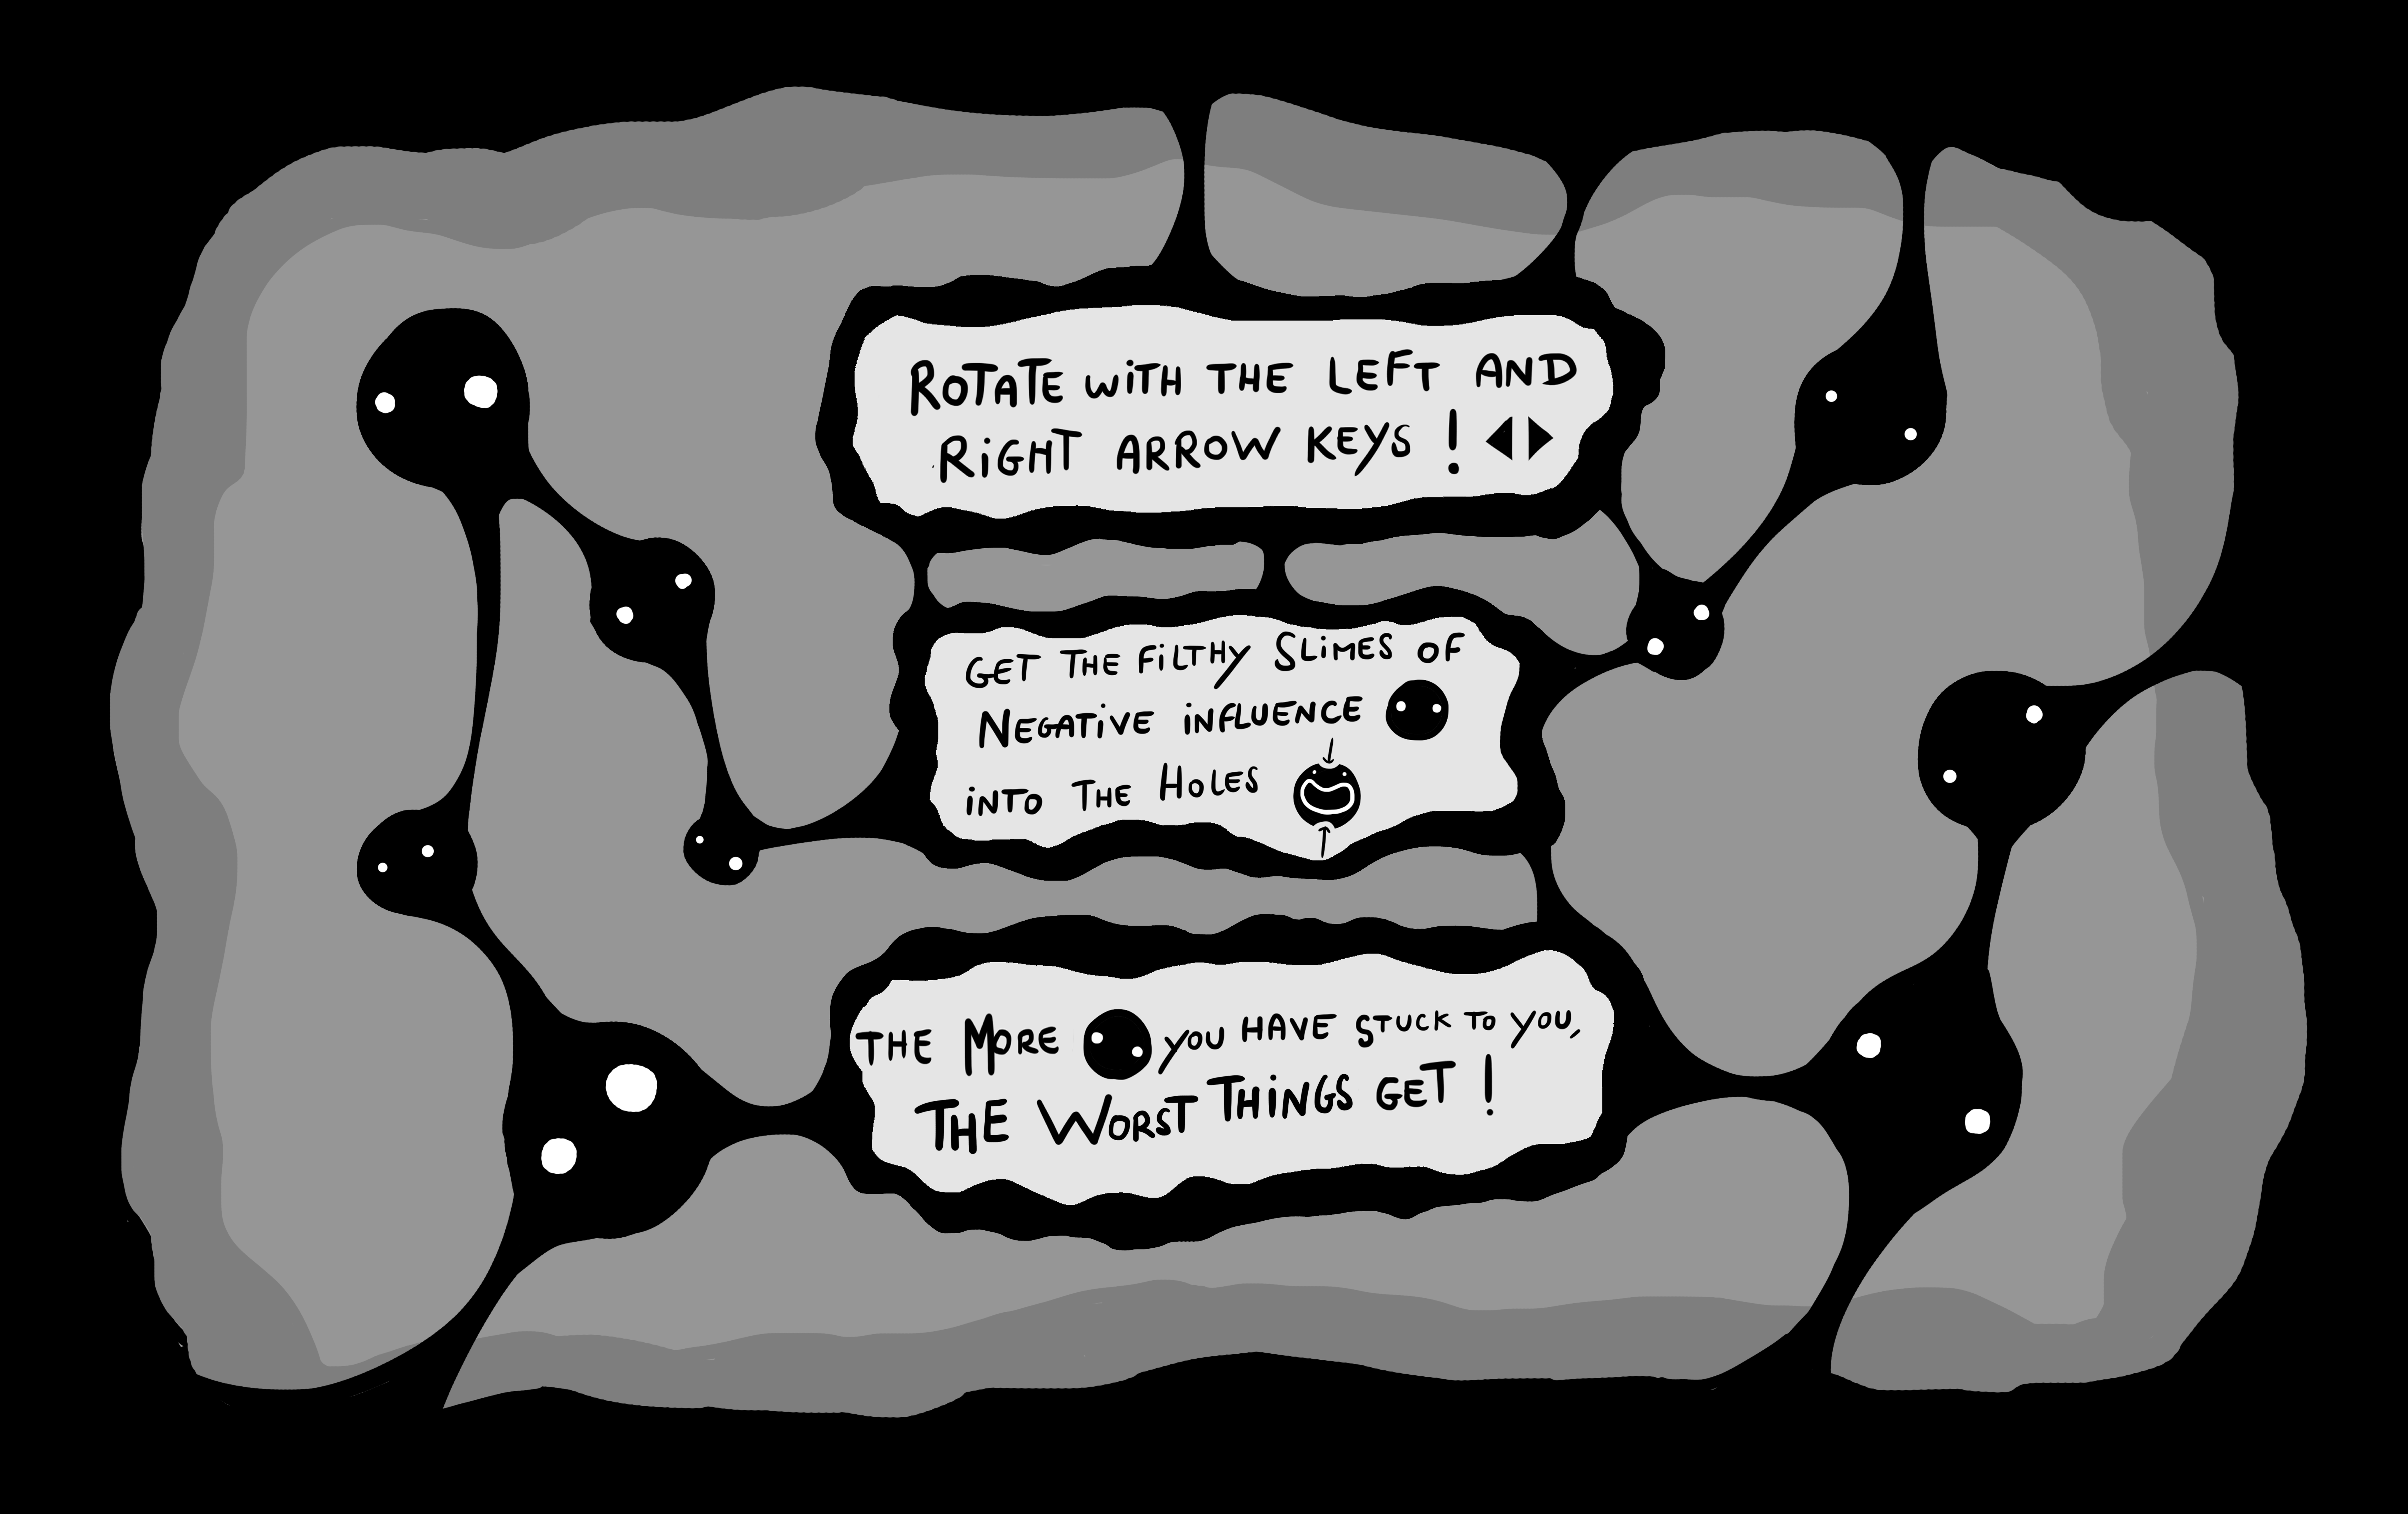 ROTATE WITH THE LEFT AND
RIGHT ARROW KEYS !
GET THE FILTHY SLIMES OF
NEGATIVE INFLUENCE
INTO THE HOLES
THE MORE YOU HAVE STUCK TO YOU,
THE WORST THINGS GET !